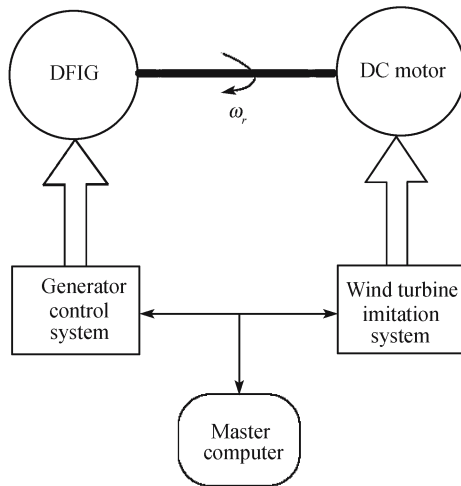 DFIG
DC motor
ω_r
Generator
control
system
Wind turbine
imitation
system
Master
computer